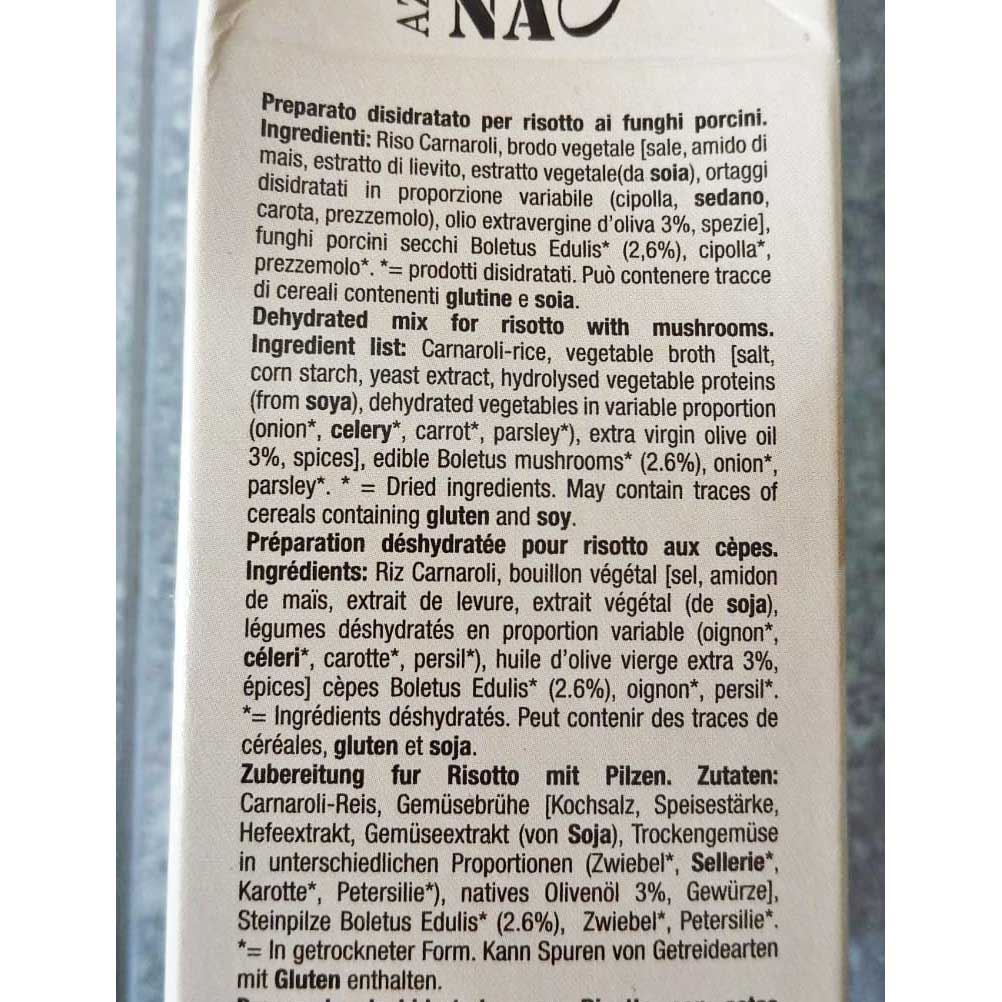 NA
Preparato disidratato per risotto ai funghi porcini.
Ingredienti: Riso Carnaroli, brodo vegetale [sale, amido di
mais, estratto di lievito, estratto vegetale(da soia), ortaggi
disidratati in proporzione variabile (cipolla, sedano,
carota, prezzemolo), olio extravergine d'oliva 3%, spezie],
funghi porcini secchi Boletus Edulis* (2,6%), cipolla*,
prezzemolo*. *= prodotti disidratati. Può contenere tracce
di cereali contenenti glutine e soia.
Dehydrated mix for risotto with mushrooms.
Ingredient list: Carnaroli-rice, vegetable broth [salt,
corn starch, yeast extract, hydrolysed vegetable proteins
(from soya), dehydrated vegetables in variable proportion
(onion*, celery*, carrot*, parsley*), extra virgin olive oil
3%, spices], edible Boletus mushrooms* (2.6%), onion*,
parsley*. * = Dried ingredients. May contain traces of
cereals containing gluten and soy.
Préparation déshydratée pour risotto aux cèpes.
Ingrédients: Riz Carnaroli, bouillon végétal [sel, amidon
de maïs, extrait de levure, extrait végétal (de soja),
légumes déshydratés en proportion variable (oignon*,
céleri*, carotte*, persil*), huile d'olive vierge extra 3%,
épices] cèpes Boletus Edulis* (2.6%), oignon*, persil*.
*= Ingrédients déshydratés. Peut contenir des traces de
céréales, gluten et soja.
Zubereitung fur Risotto mit Pilzen. Zutaten:
Carnaroli-Reis, Gemüsebrühe [Kochsalz, Speisestärke,
Hefeextrakt, Gemüseextrakt (von Soja), Trockengemüse
in unterschiedlichen Proportionen (Zwiebel*, Sellerie*,
Karotte*, Petersilie*), natives Olivenöl 3%, Gewürze],
Steinpilze Boletus Edulis* (2.6%), Zwiebel*, Petersilie*.
*= In getrockneter Form. Kann Spuren von Getreidearten
mit Gluten enthalten.